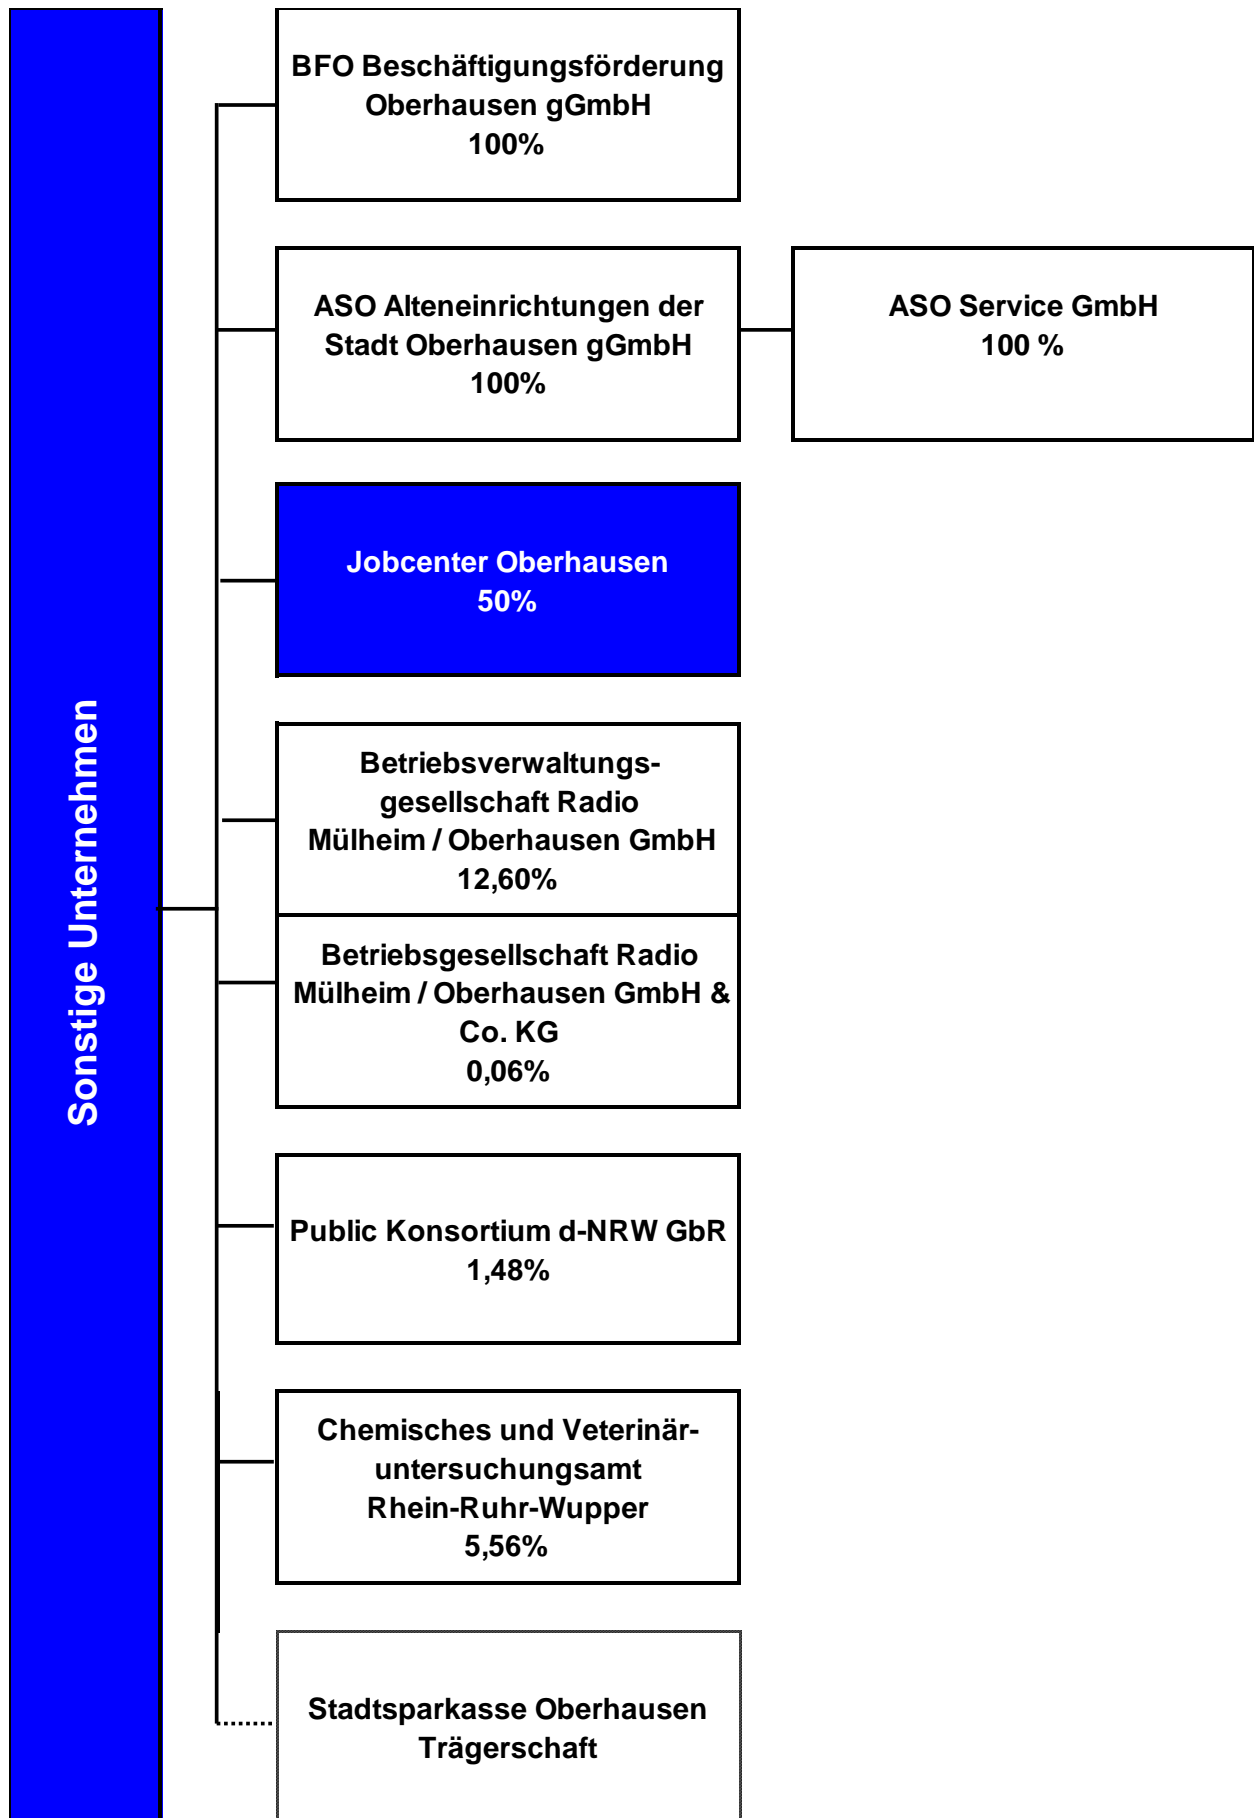 Sonstige Unternehmen
BFO Beschäftigungsförderung
Oberhausen gGmbH
100%
ASO Alteneinrichtungen der
Stadt Oberhausen gGmbH
100%
ASO Service GmbH
100 %
Jobcenter Oberhausen
50%
Betriebsverwaltungs-
gesellschaft Radio
Mülheim / Oberhausen GmbH
12,60%
Betriebsgesellschaft Radio
Mülheim / Oberhausen GmbH &
Co. KG
0,06%
Public Konsortium d-NRW GbR
1,48%
Chemisches und Veterinär-
untersuchungsamt
Rhein-Ruhr-Wupper
5,56%
Stadtsparkasse Oberhausen
Trägerschaft